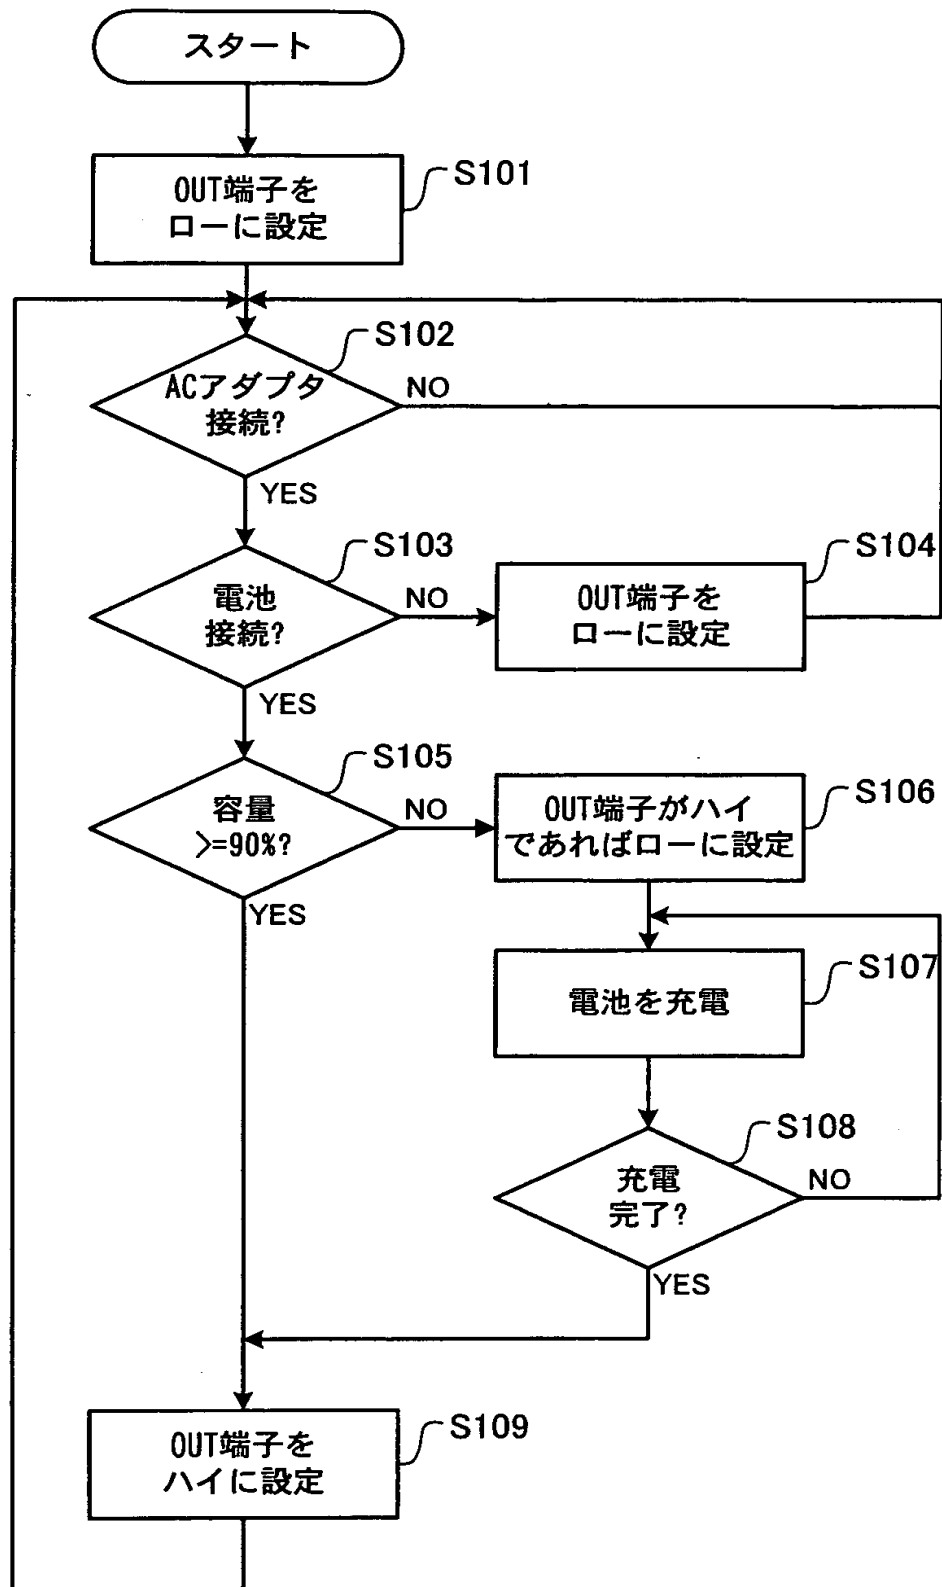 スタート
S101
OUT端子を
ローに設定
S102
ACアダプタ
接続?
NO
YES
S103
電池
接続?
NO
YES
S104
OUT端子を
ローに設定
S105
容量
>=90%?
NO
YES
S106
OUT端子がハイ
であればローに設定
S107
電池を充電
S108
充電
完了?
NO
YES
S109
OUT端子を
ハイに設定